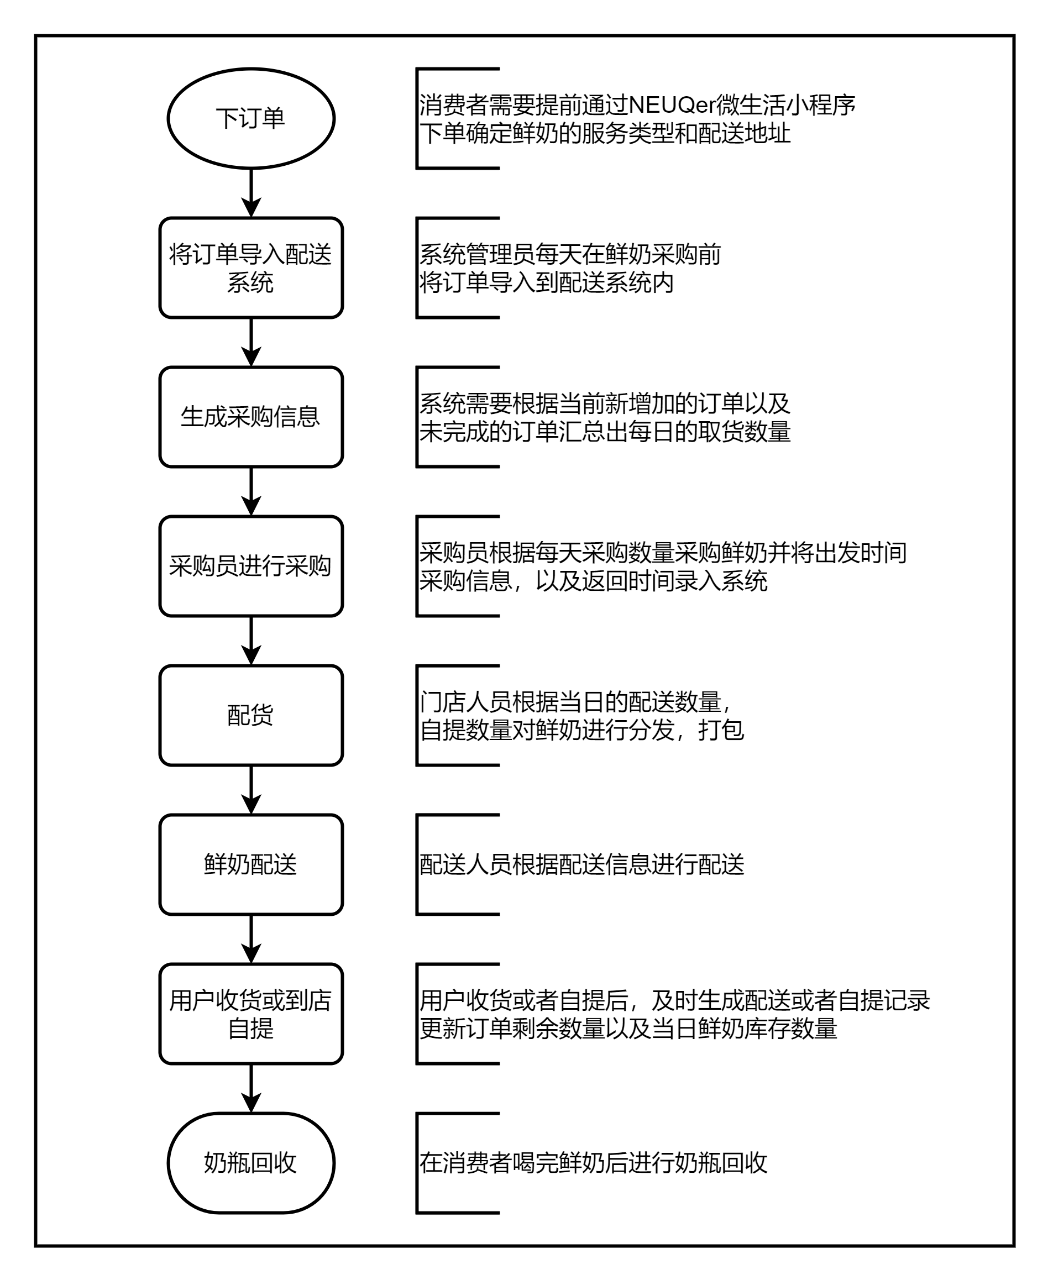 下订单
消费者需要提前通过NEUQer微生活小程序
下单确定鲜奶的服务类型和配送地址
将订单导入配送
系统
系统管理员每天在鲜奶采购前
将订单导入到配送系统内
生成采购信息
系统需要根据当前新增加的订单以及
未完成的订单汇总出每日的取货数量
采购员进行采购
采购员根据每天采购数量采购鲜奶并将出发时间
采购信息，以及返回时间录入系统
配货
门店人员根据当日的配送数量，
自提数量对鲜奶进行分发，打包
鲜奶配送
配送人员根据配送信息进行配送
用户收货或到店
自提
用户收货或者自提后，及时生成配送或者自提记录
更新订单剩余数量以及当日鲜奶库存数量
奶瓶回收
在消费者喝完鲜奶后进行奶瓶回收